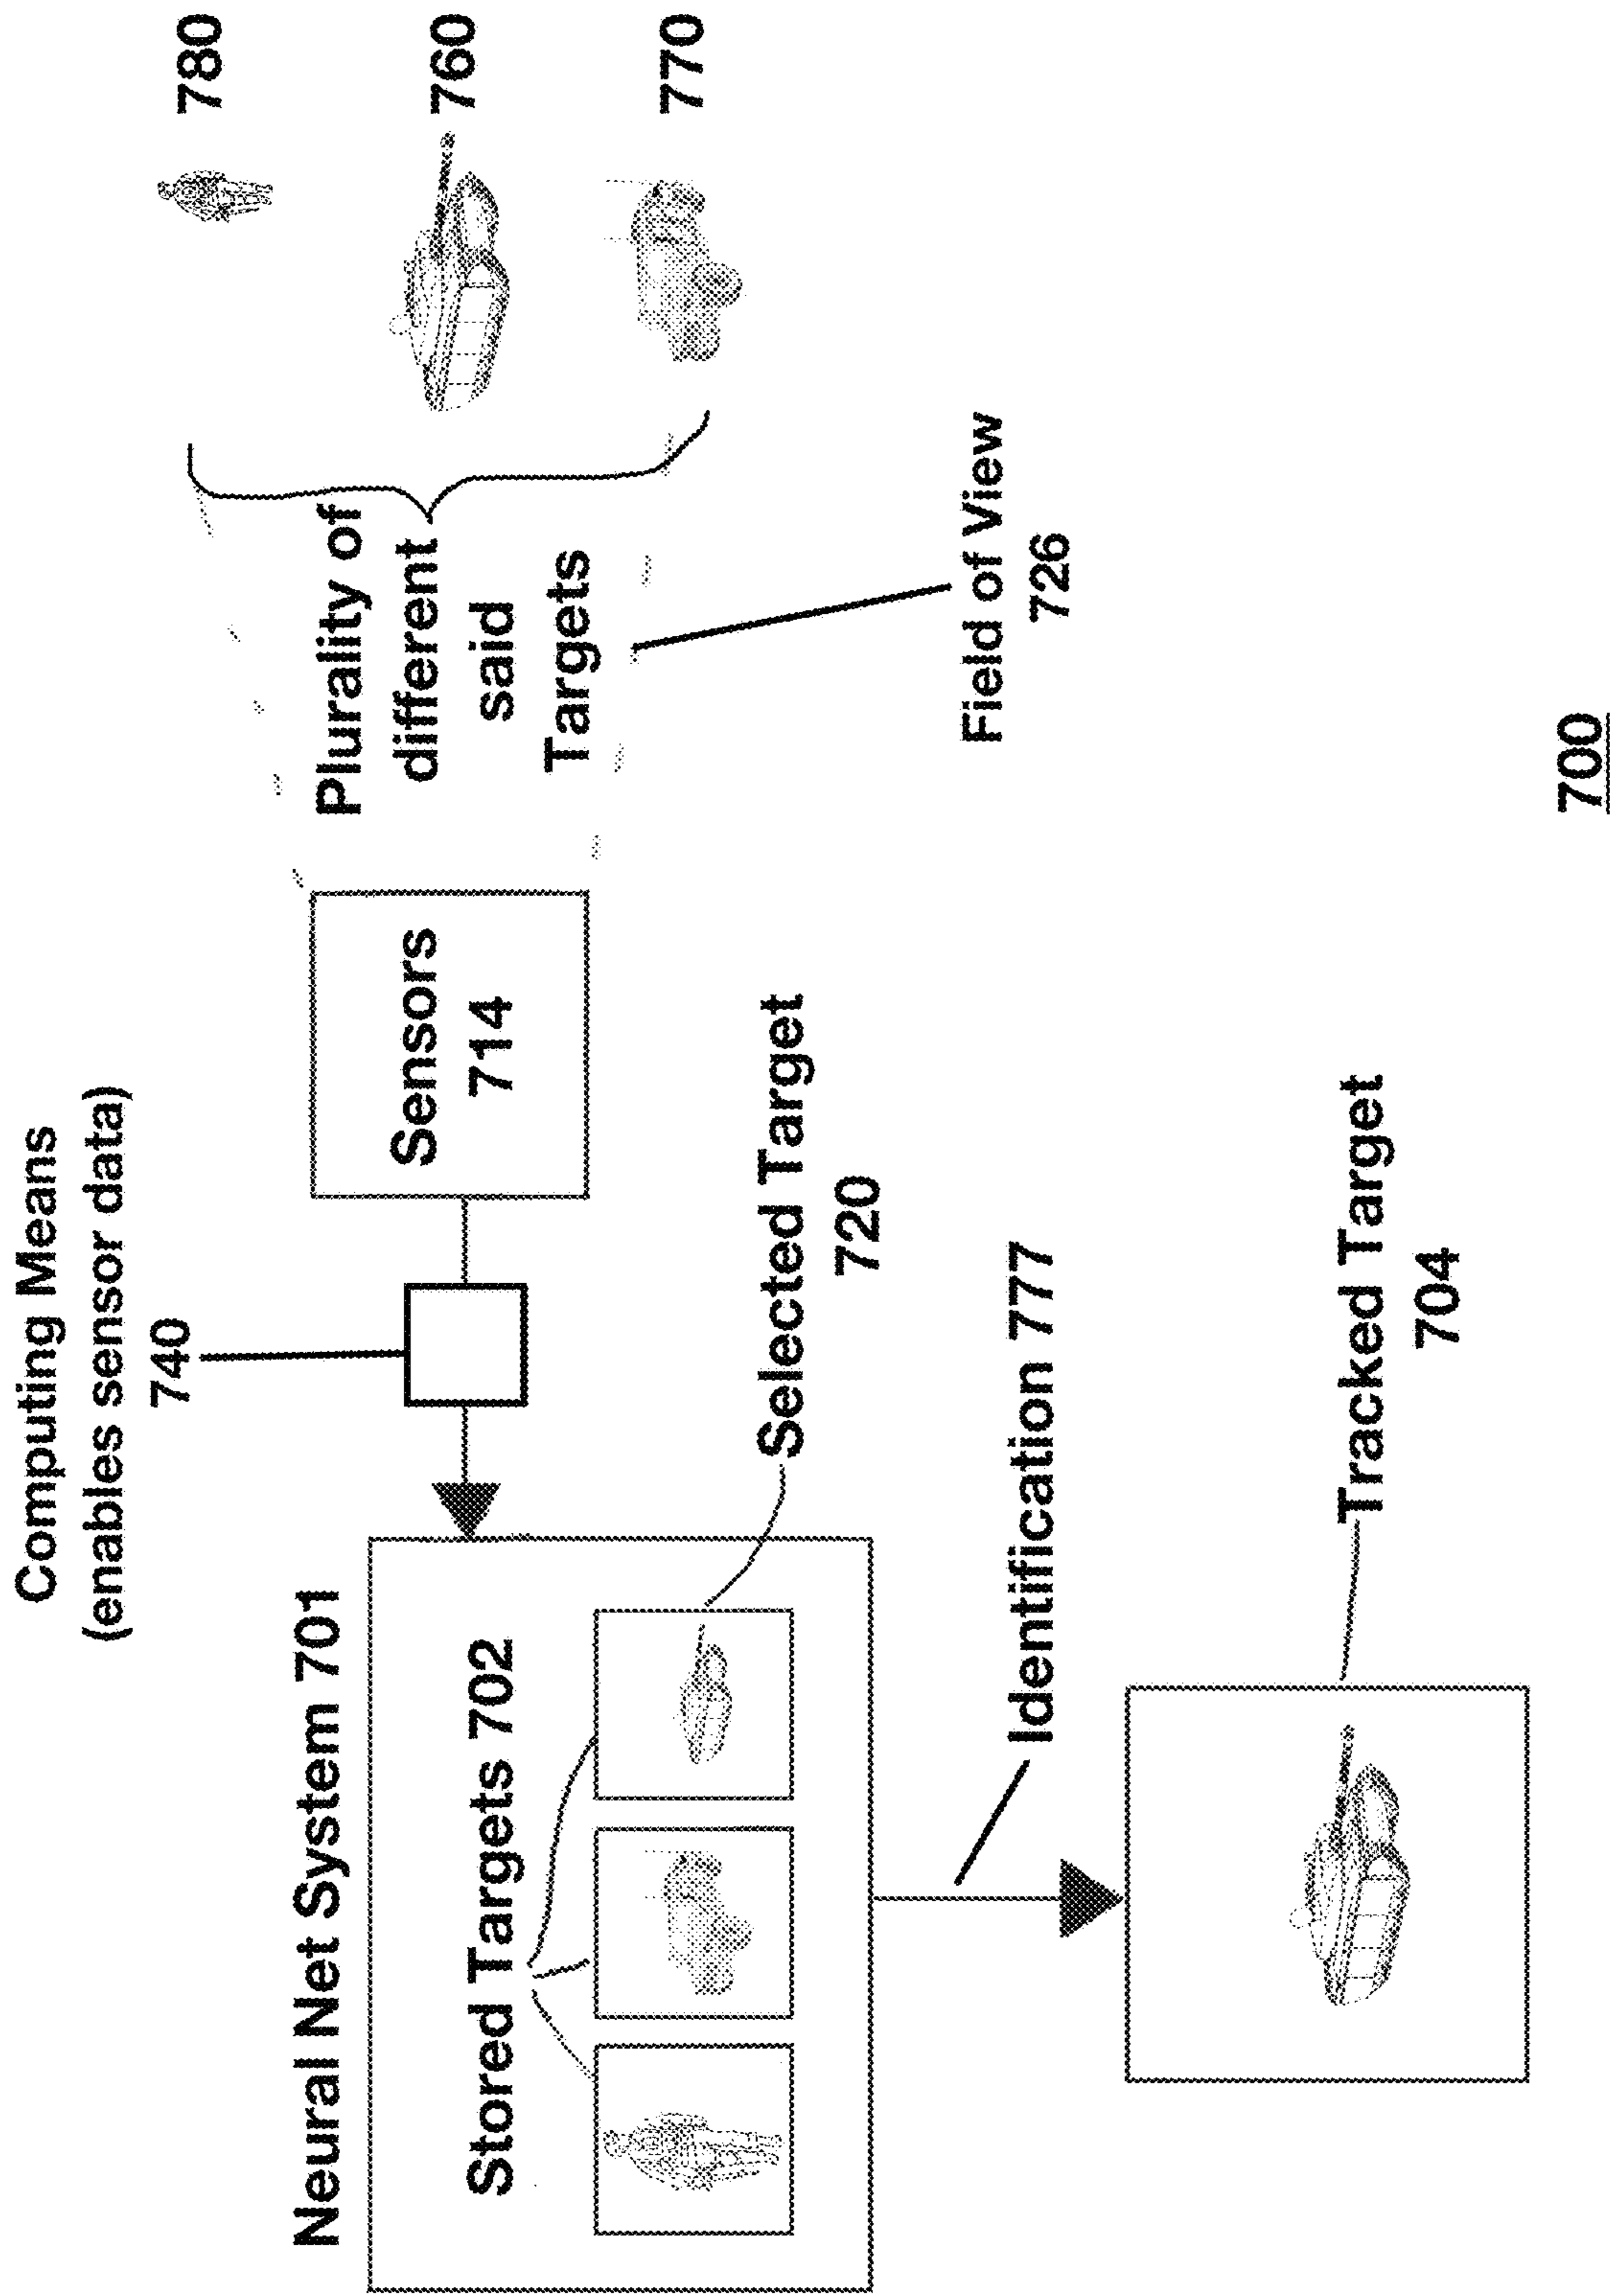 Computing Means
(enables sensor data)
740
Neural Net System 701
Stored Targets 702
Sensors
714
Plurality of
different
said
Targets
780
760
770
Selected Target
720
Field of View
726
Identification 777
Tracked Target
704
700